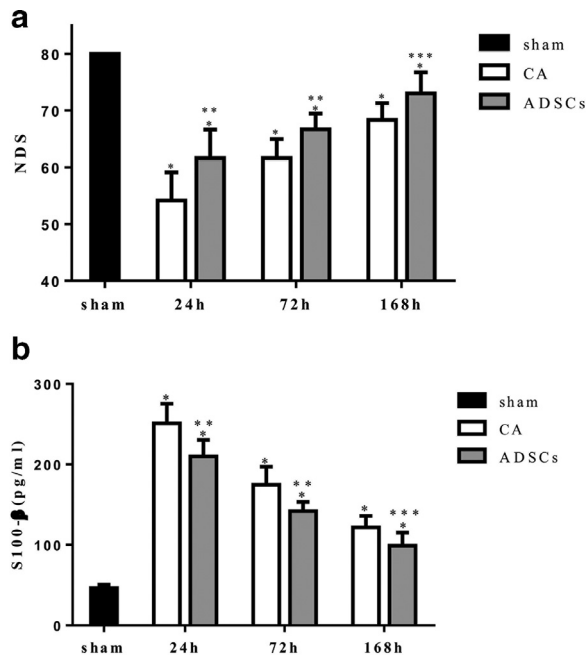 a
80
70
60
50
40
NDS
sham
24h
72h
168h
*
**
*
*
**
*
*
***
*
sham
CA
ADSCs
b
300
200
100
0
S100-β(pg/ml)
sham
24h
72h
168h
*
**
*
*
**
*
*
***
*
sham
CA
ADSCs